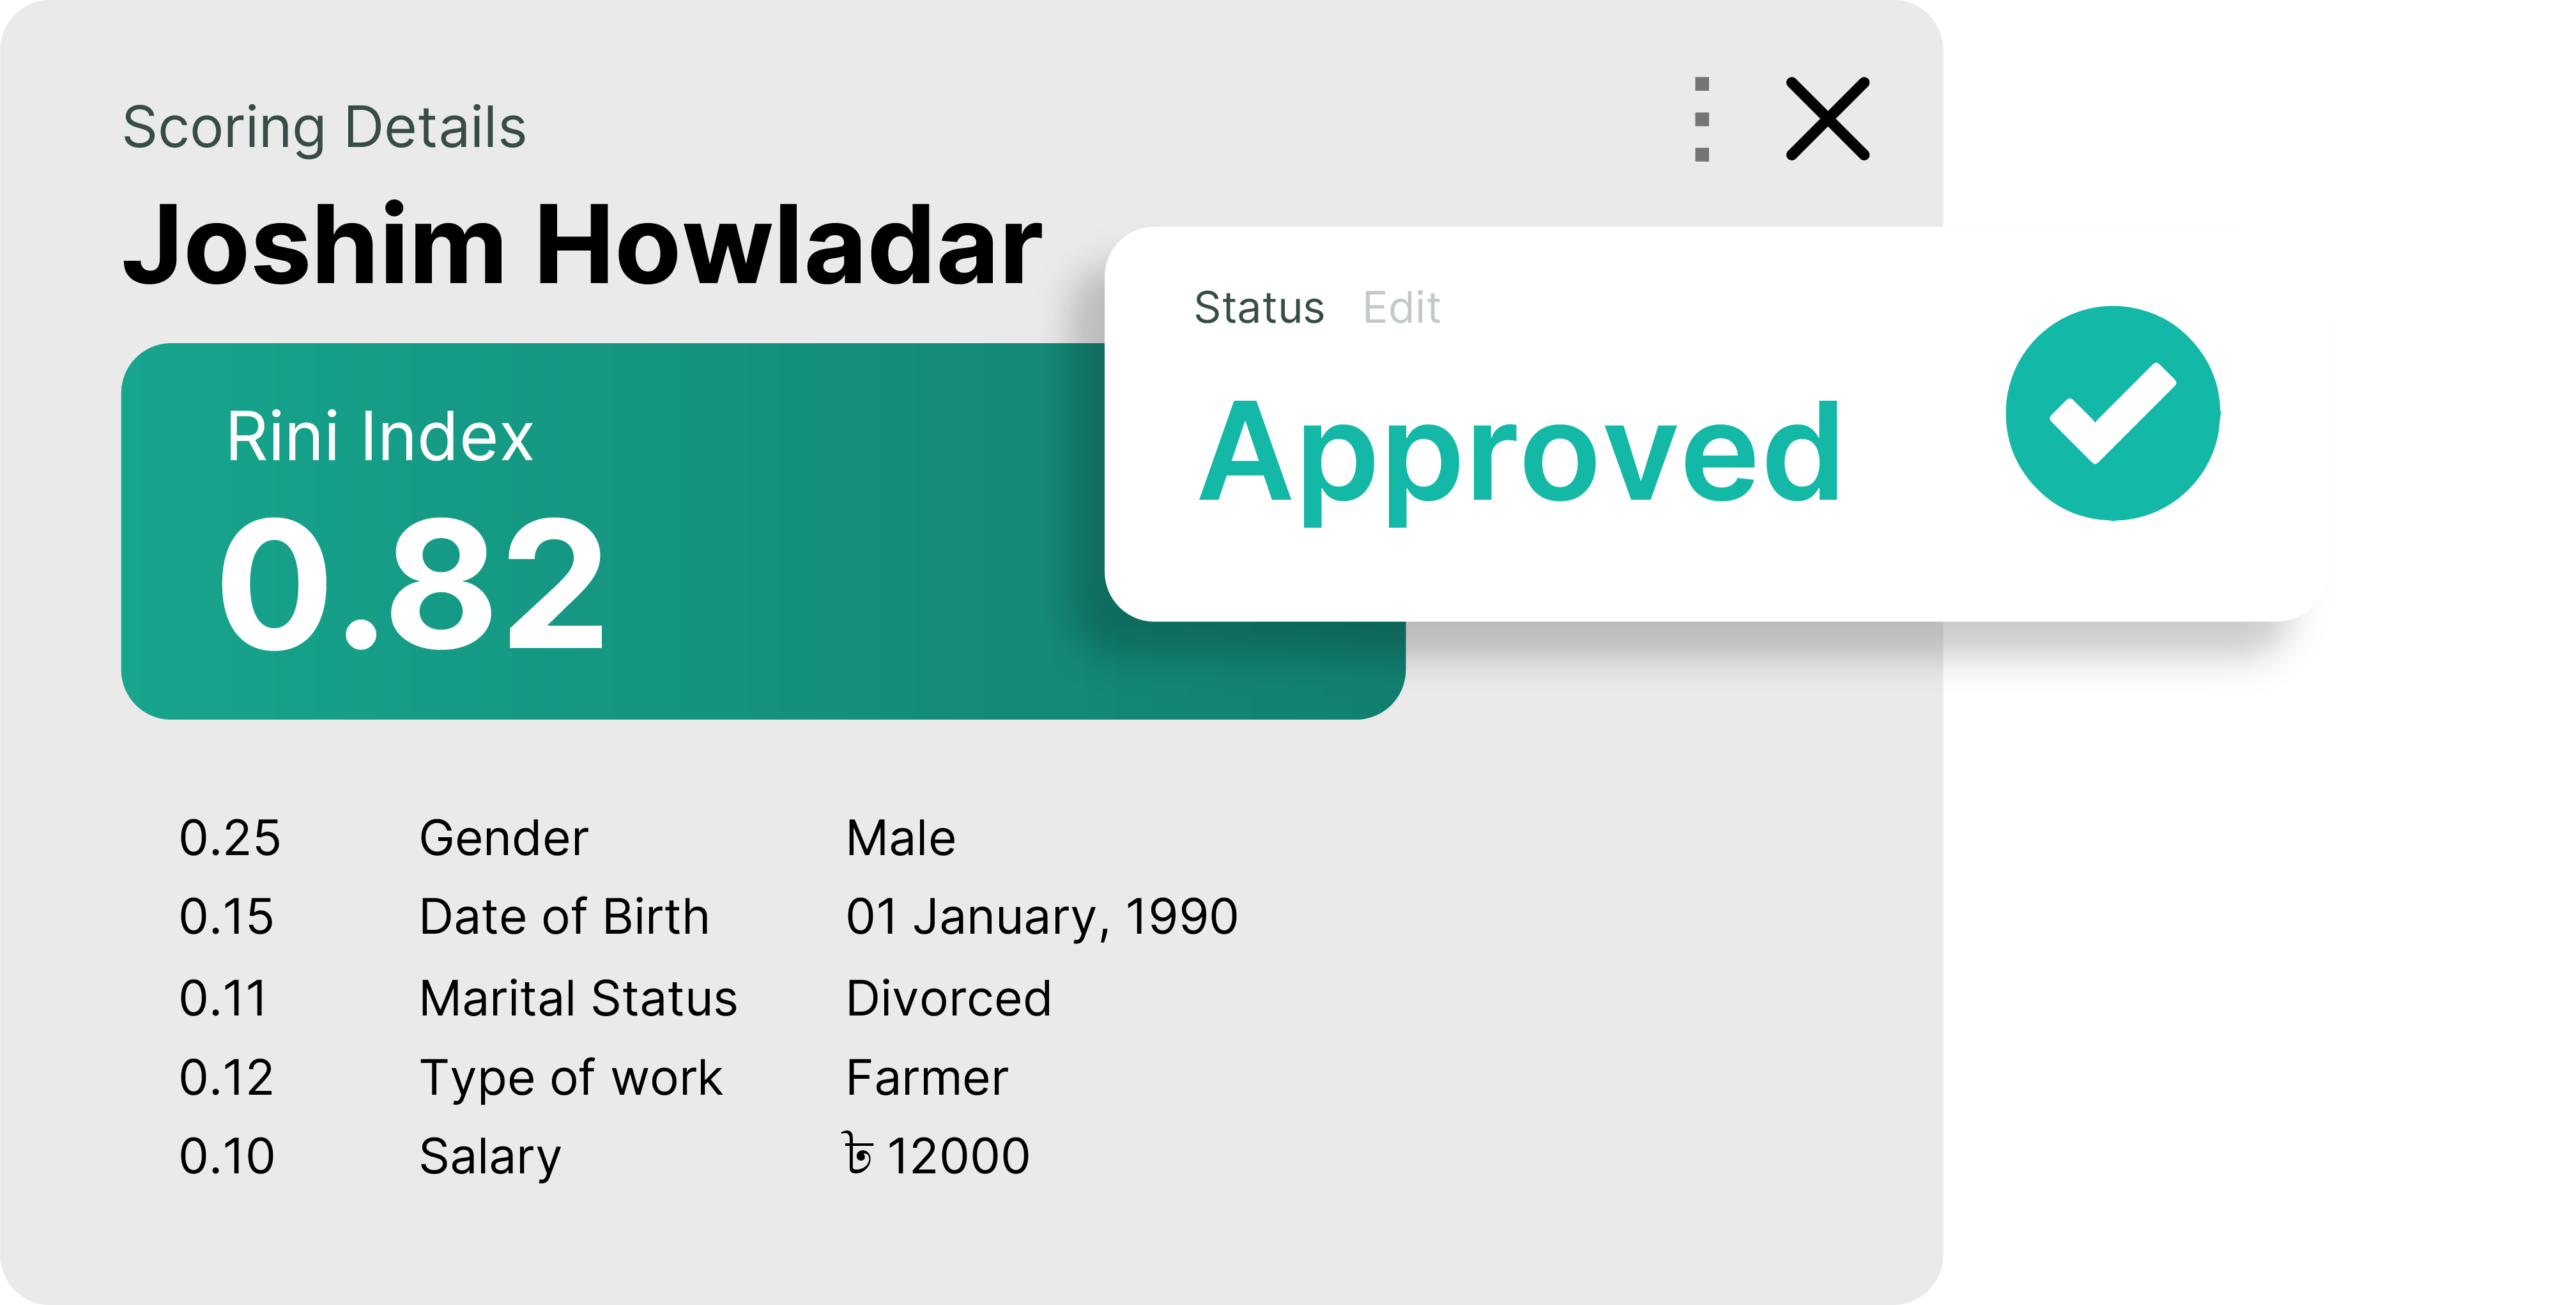 Scoring Details
Joshim Howladar
Status Edit
Approved
Rini Index
0.82
0.25 Gender Male
0.15 Date of Birth 01 January, 1990
0.11 Marital Status Divorced
0.12 Type of work Farmer
0.10 Salary ৳ 12000